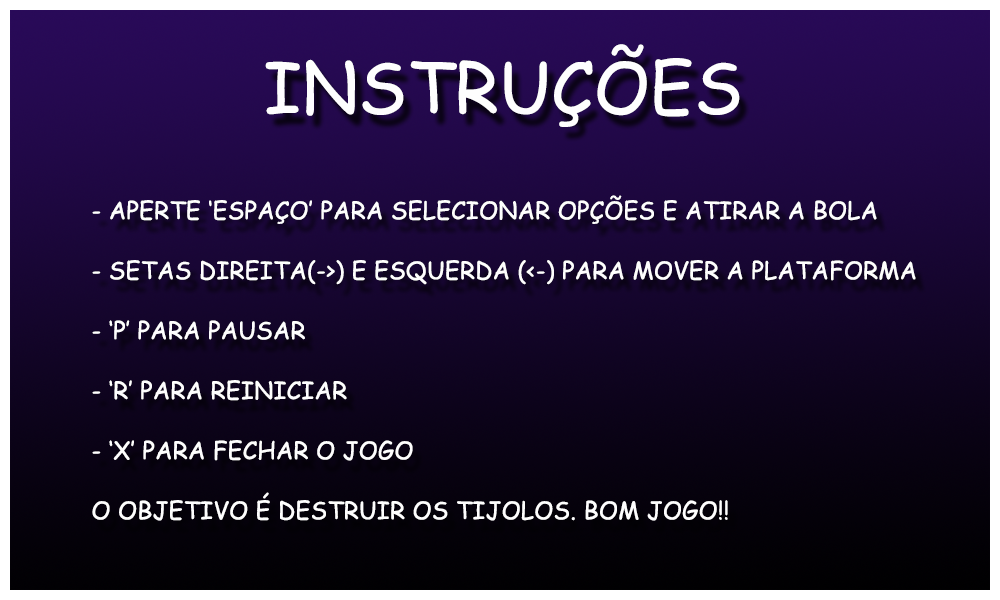 INSTRUÇÕES
- APERTE ‘ESPAÇO’ PARA SELECIONAR OPÇÕES E ATIRAR A BOLA
- SETAS DIREITA(->) E ESQUERDA (<-) PARA MOVER A PLATAFORMA
- ‘P’ PARA PAUSAR
- ‘R’ PARA REINICIAR
- ‘X’ PARA FECHAR O JOGO
O OBJETIVO É DESTRUIR OS TIJOLOS. BOM JOGO!!